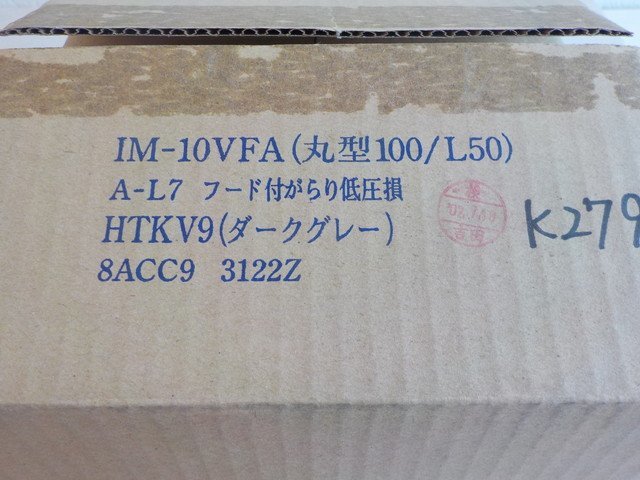 IM-10VFA(丸型100/L50)
A-L7 フード付がらり低圧損
HTKV9(ダークグレー)
8ACC9 3122Z
K279